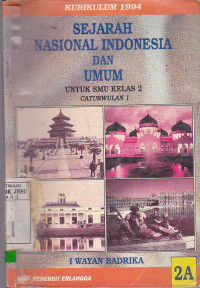 KURIKULUM 1994
SEJARAH
NASIONAL INDONESIA
DAN
UMUM
UNTUK SMU KELAS 2
CATURWULAN 1
I WAYAN BADRIKA
2A
PENERBIT ERLANGGA